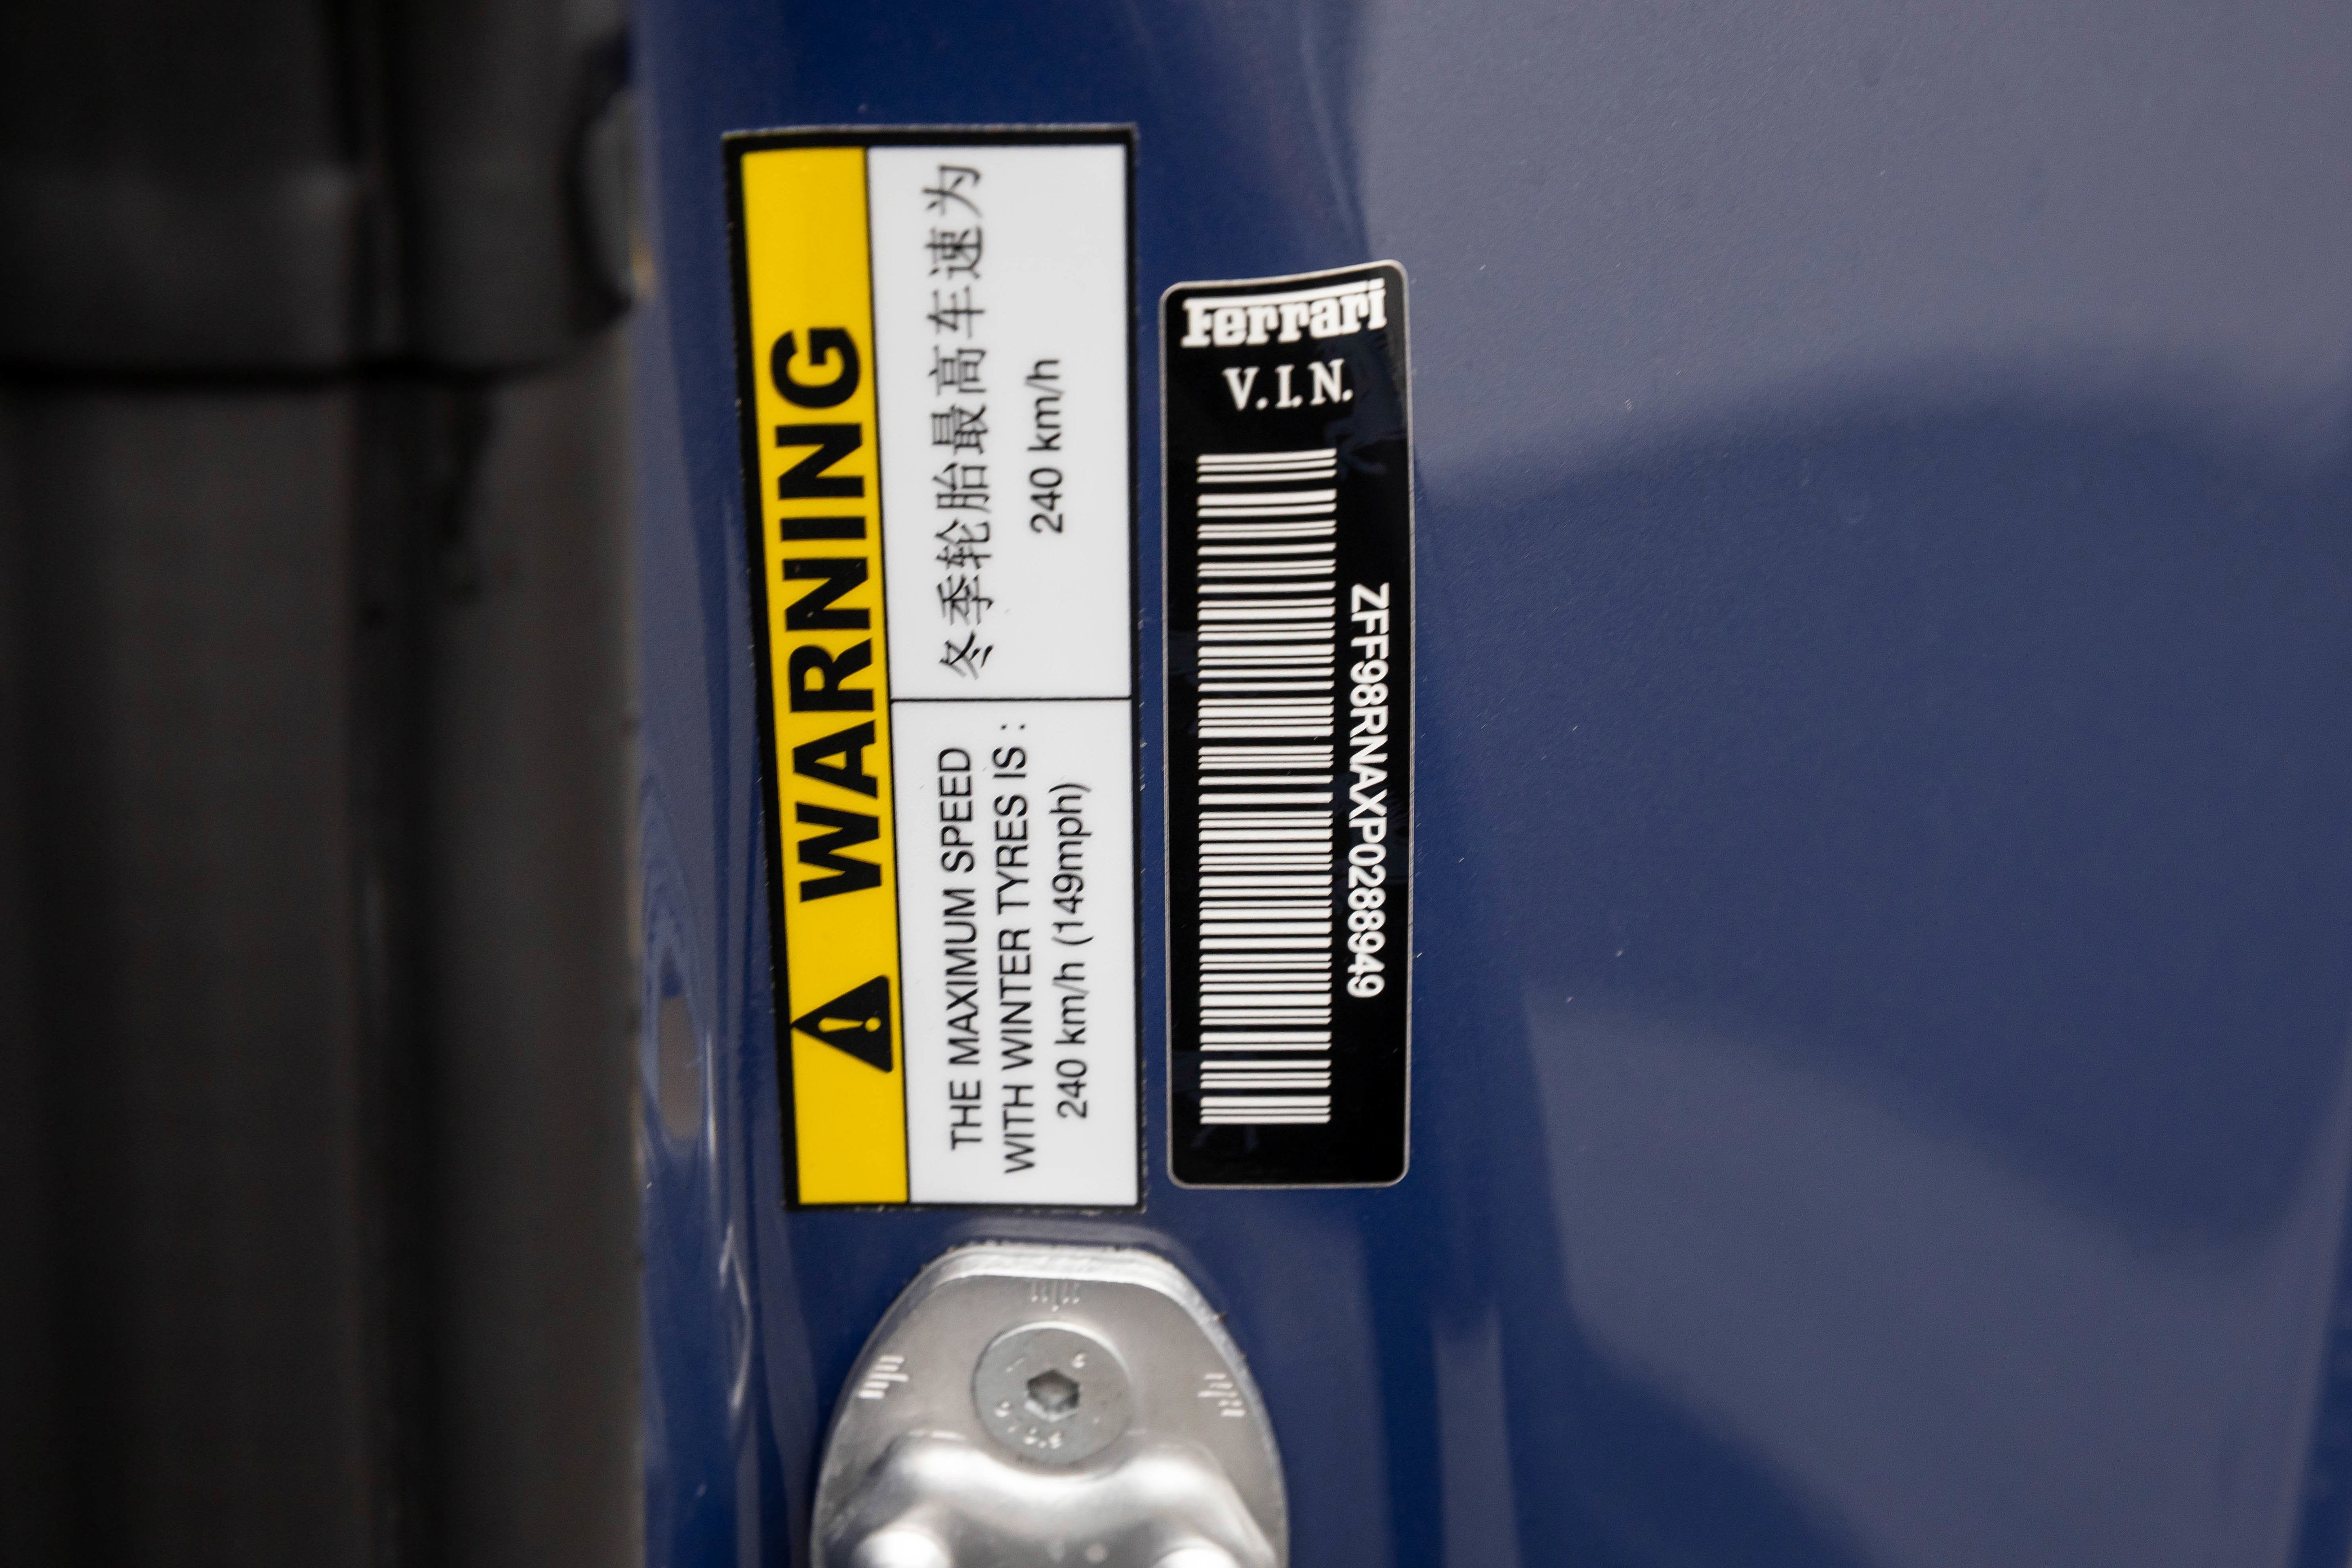 WARNING
THE MAXIMUM SPEED
WITH WINTER TYRES IS :
240 km/h (149mph)
冬季轮胎最高车速为
240 km/h
Ferrari
V.I.N.
ZFF98RNAXP0288949